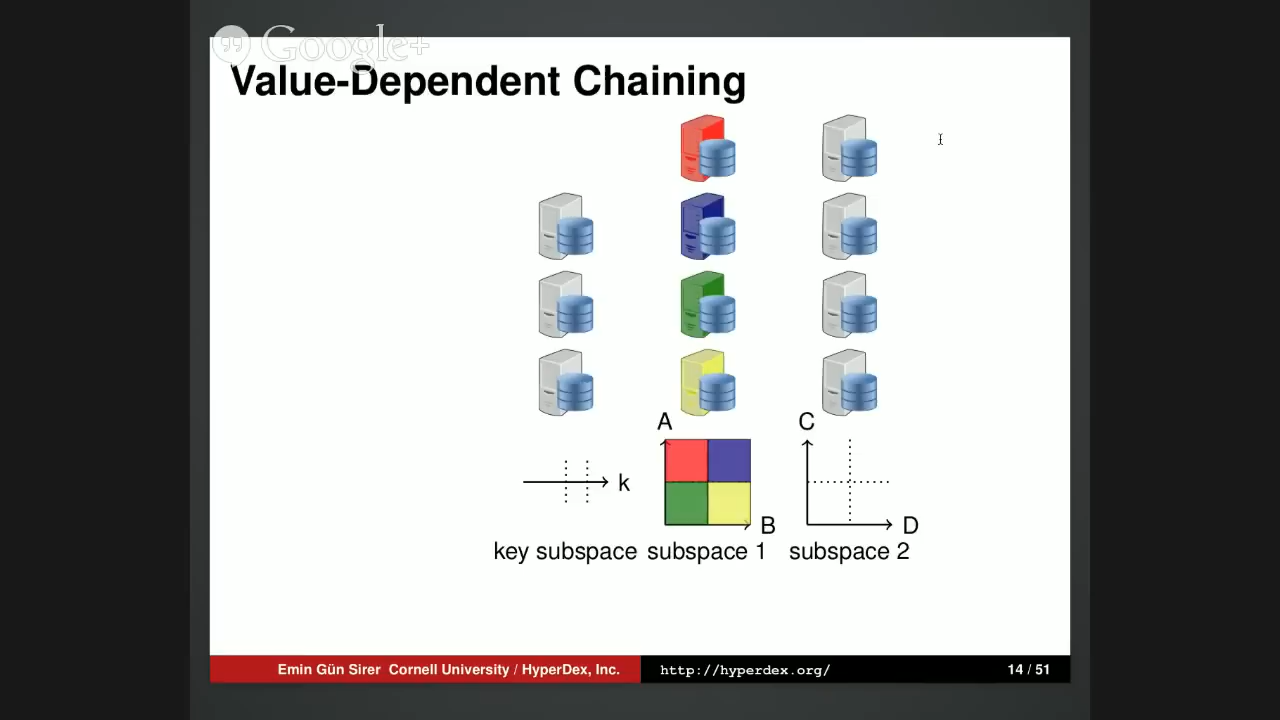 Google+
Value-Dependent Chaining
A
C
k
B
D
key subspace
subspace 1
subspace 2
Emin Gün Sirer Cornell University / HyperDex, Inc.
http://hyperdex.org/
14 / 51